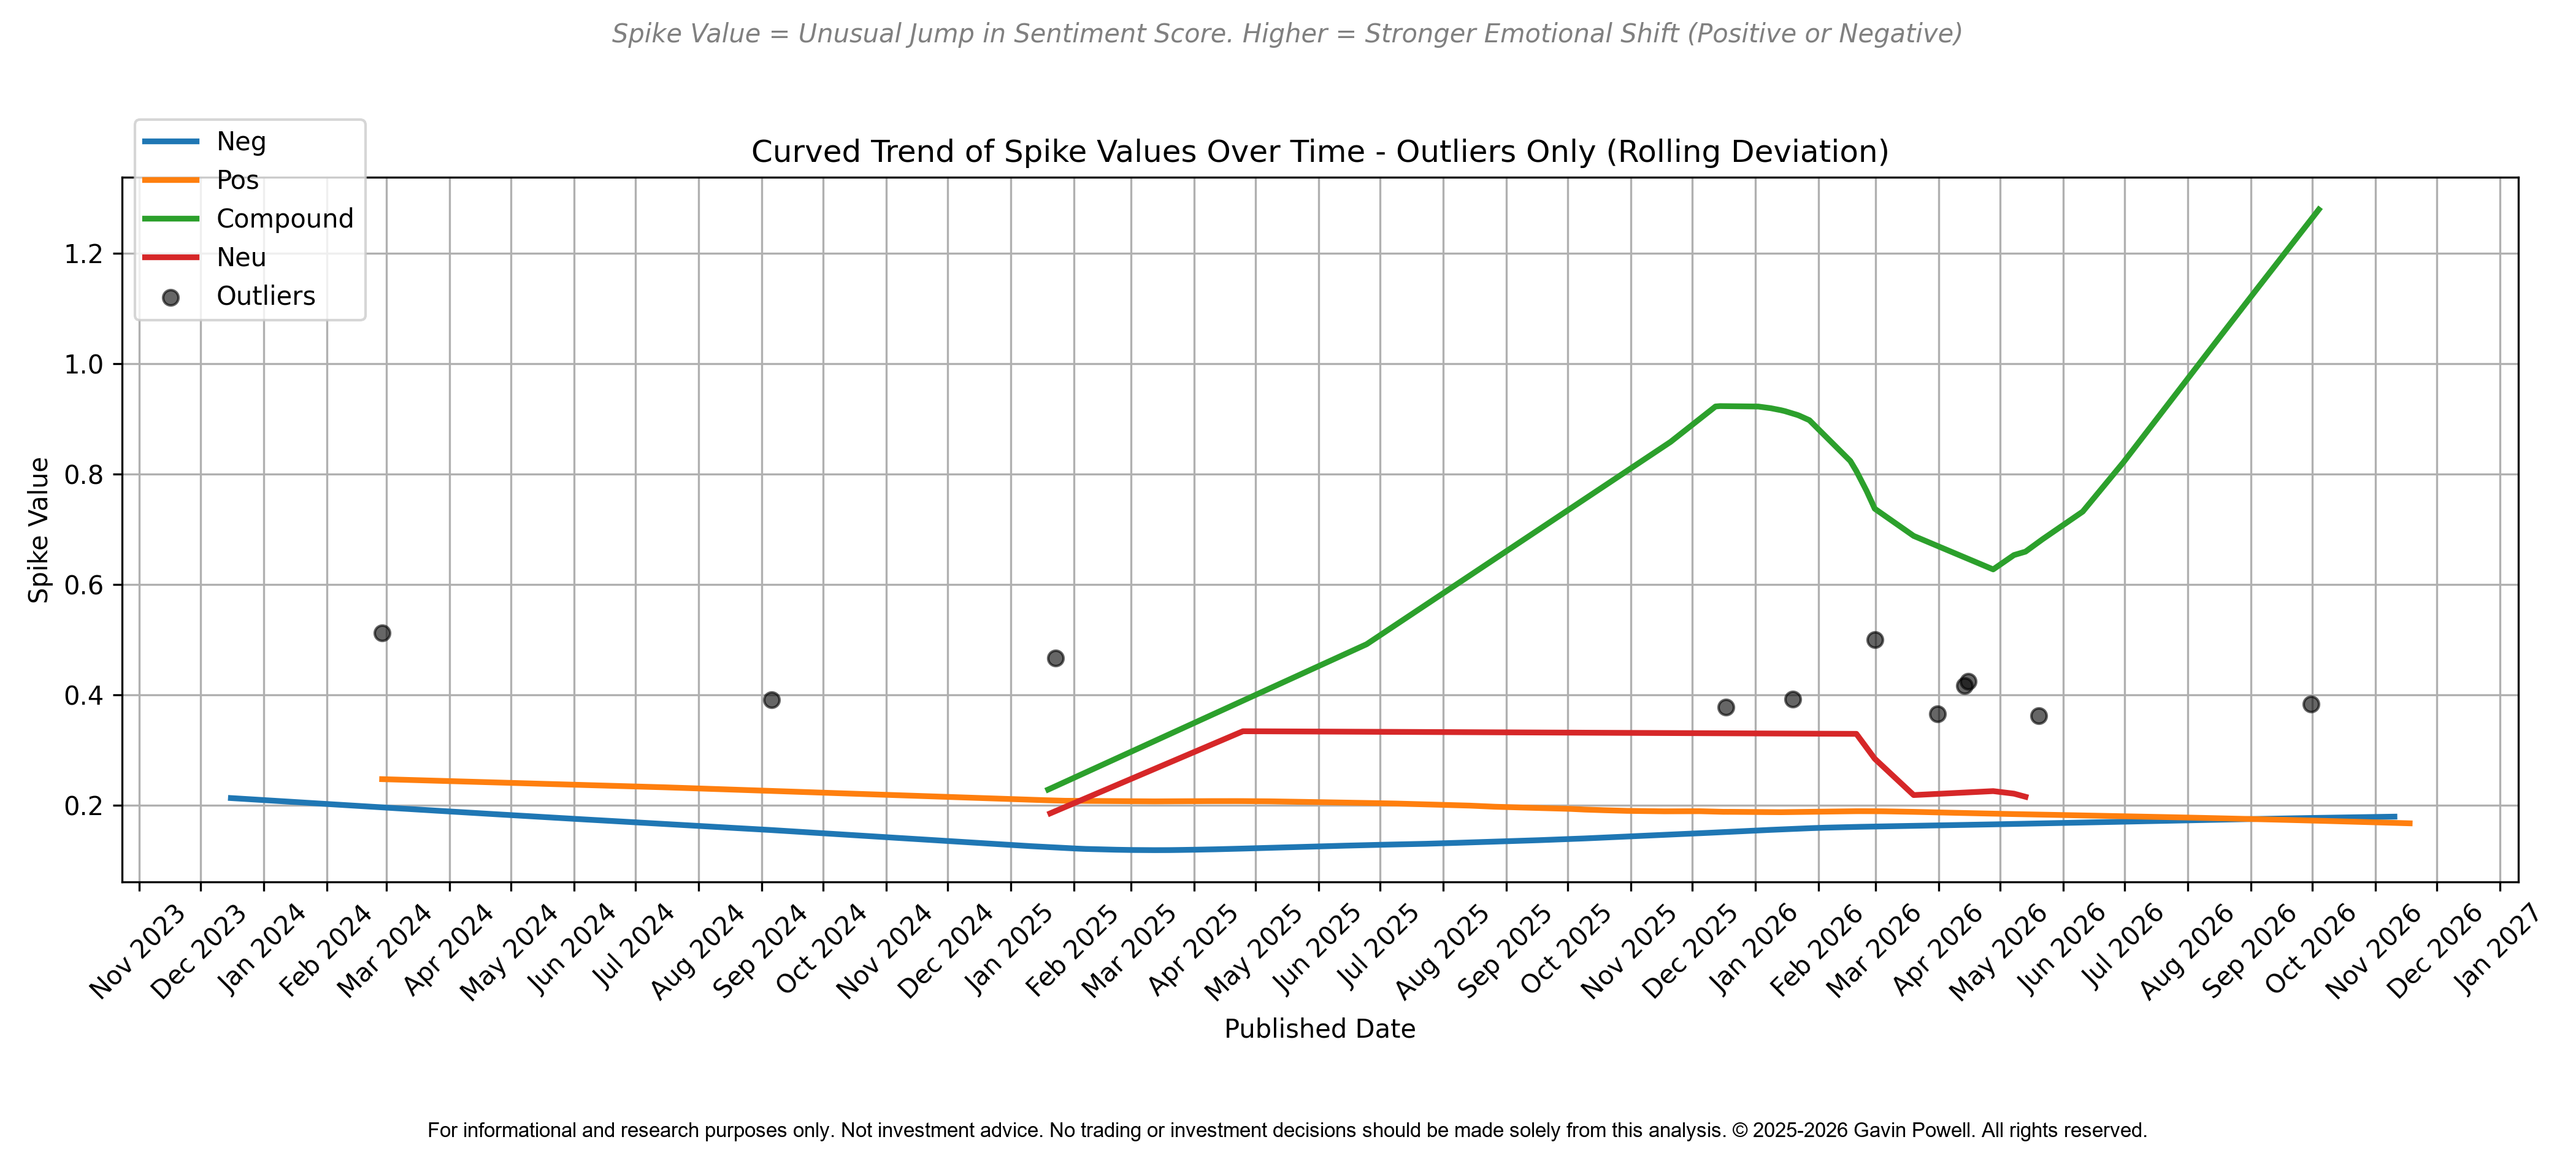 Spike Value = Unusual Jump in Sentiment Score. Higher = Stronger Emotional Shift (Positive or Negative)
Curved Trend of Spike Values Over Time - Outliers Only (Rolling Deviation)
Neg
Pos
Compound
Neu
Outliers
Spike Value
1.2
1.0
0.8
0.6
0.4
0.2
Nov 2023
Dec 2023
Jan 2024
Feb 2024
Mar 2024
Apr 2024
May 2024
Jun 2024
Jul 2024
Aug 2024
Sep 2024
Oct 2024
Nov 2024
Dec 2024
Jan 2025
Feb 2025
Mar 2025
Apr 2025
May 2025
Jun 2025
Jul 2025
Aug 2025
Sep 2025
Oct 2025
Nov 2025
Dec 2025
Jan 2026
Feb 2026
Mar 2026
Apr 2026
May 2026
Jun 2026
Jul 2026
Aug 2026
Sep 2026
Oct 2026
Nov 2026
Dec 2026
Jan 2027
Published Date
For informational and research purposes only. Not investment advice. No trading or investment decisions should be made solely from this analysis. © 2025-2026 Gavin Powell. All rights reserved.